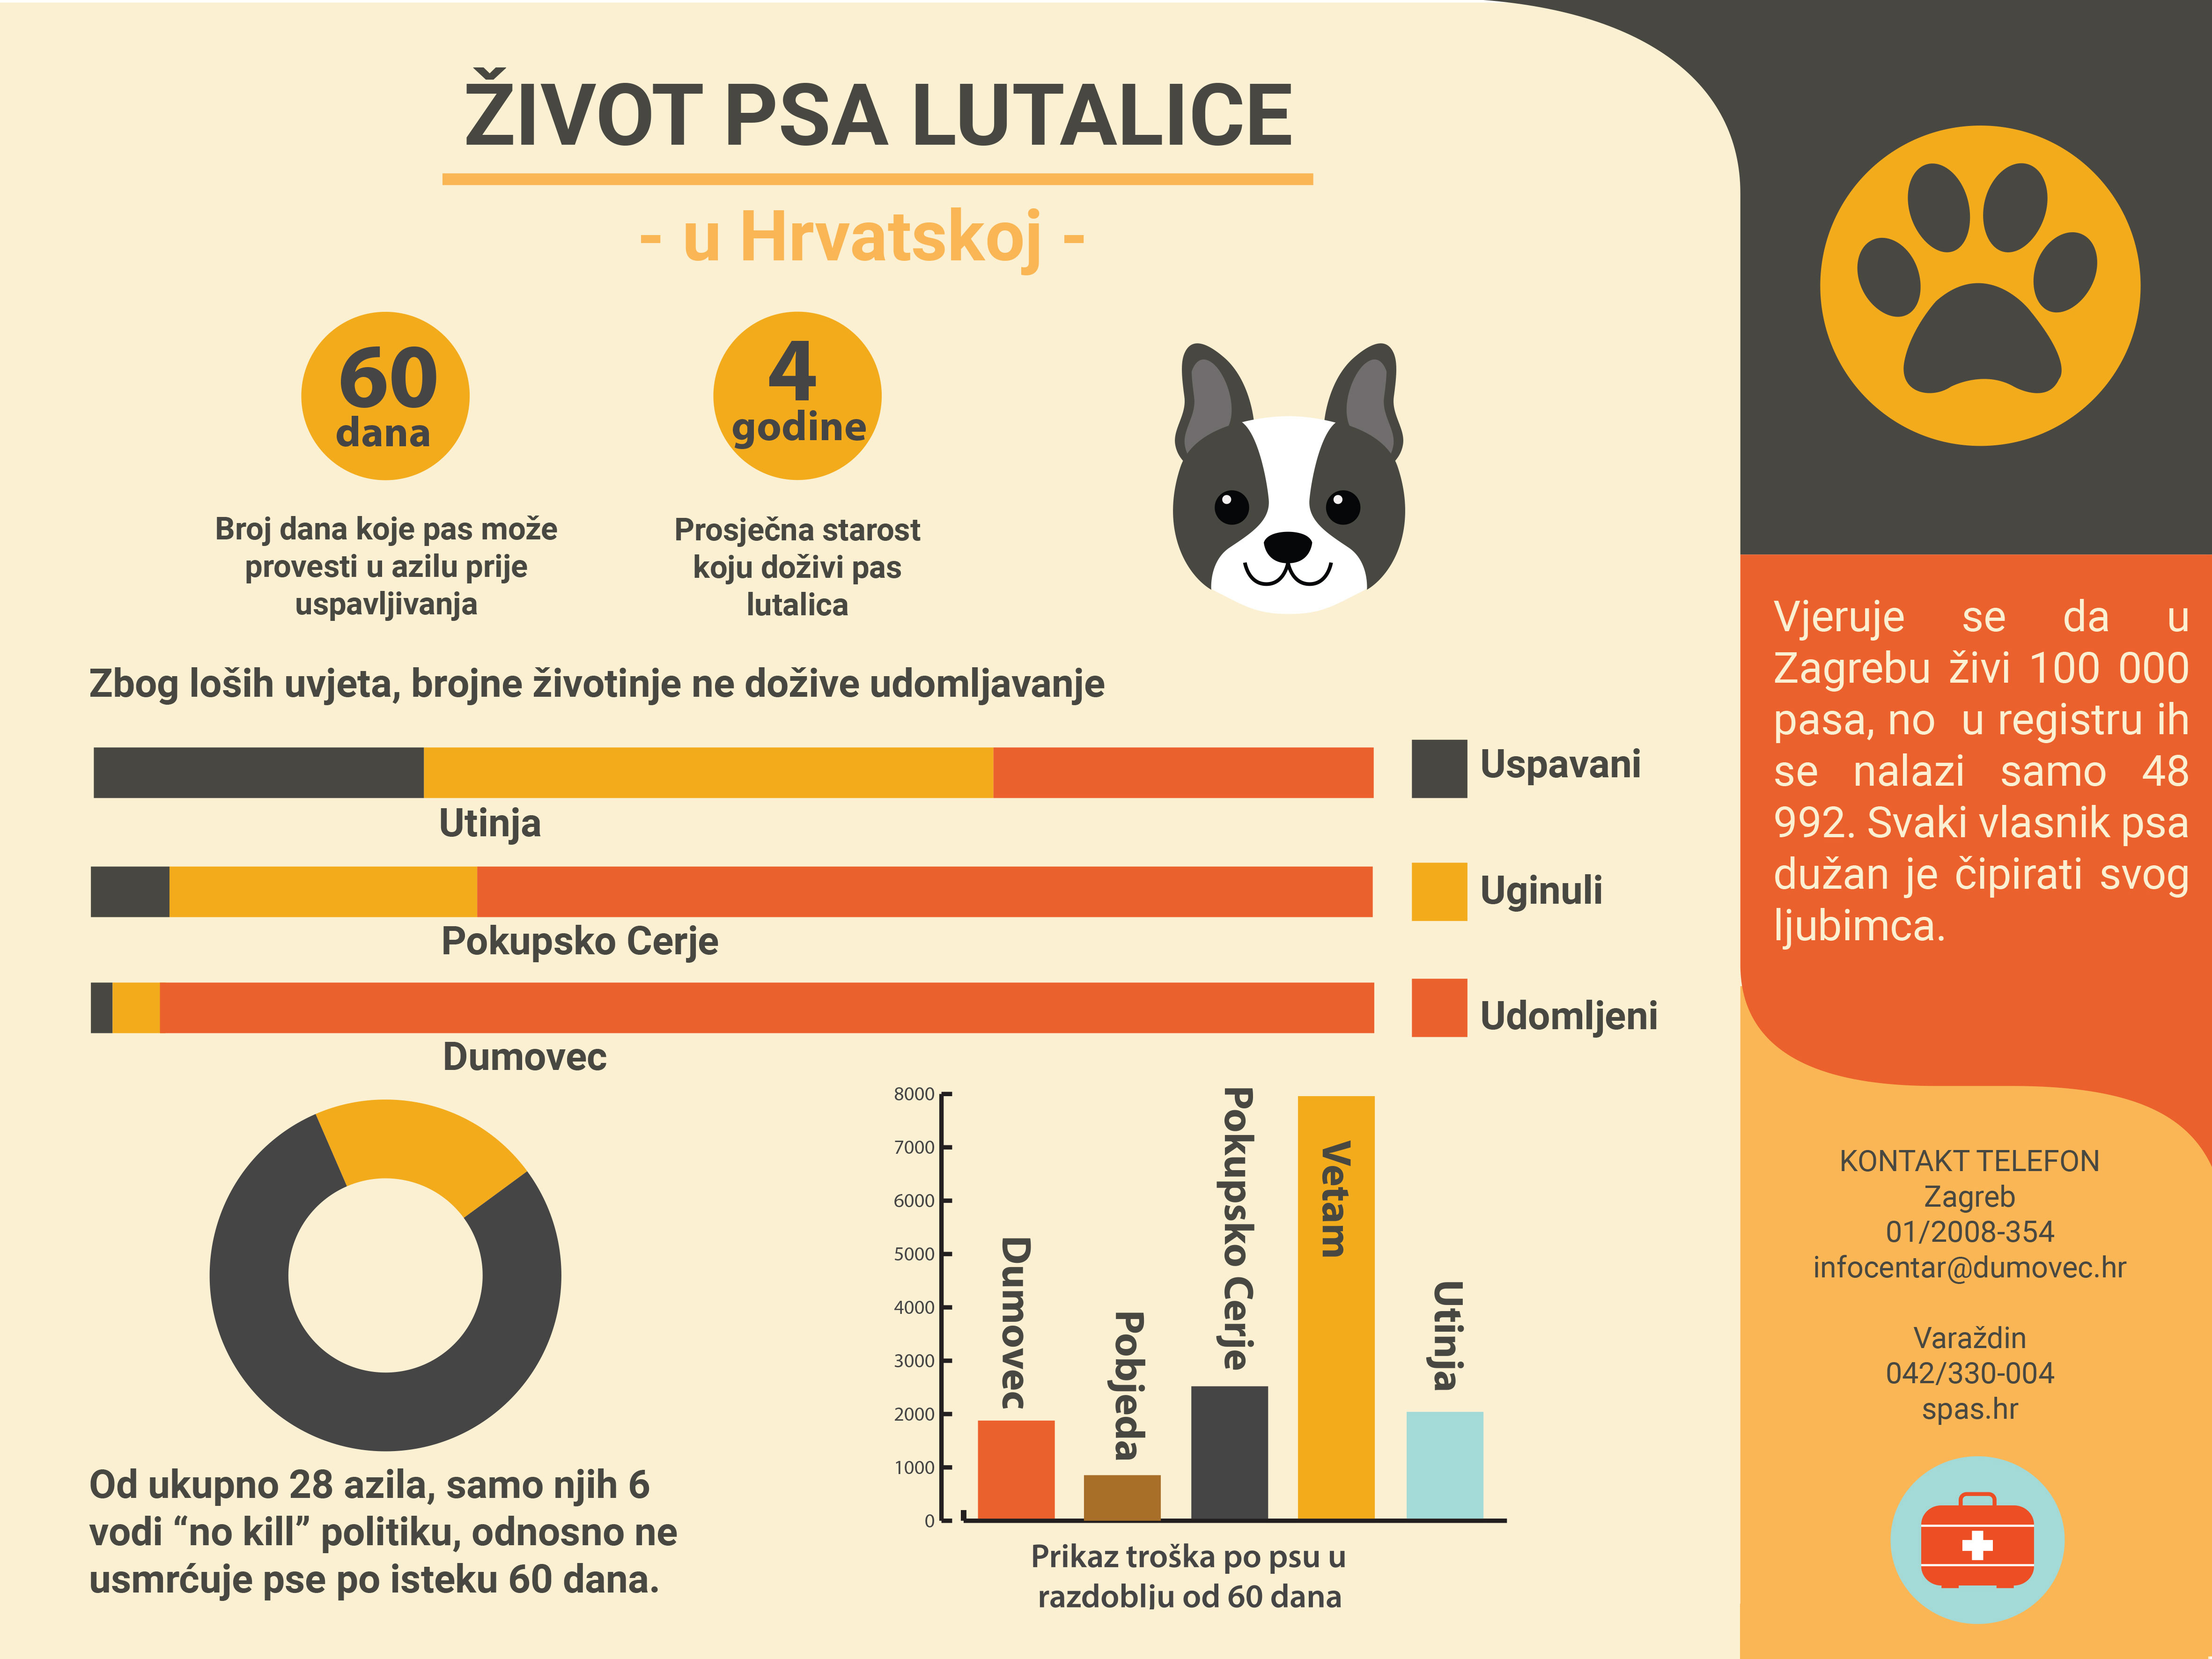 ŽIVOT PSA LUTALICE
- u Hrvatskoj -
60
dana
Broj dana koje pas može
provesti u azilu prije
uspavljivanja
4
godine
Prosječna starost
koju doživi pas
lutalica
Zbog loših uvjeta, brojne životinje ne dožive udomljavanje
Utinja
Pokupsko Cerje
Dumovec
Uspavani
Uginuli
Udomljeni
Od ukupno 28 azila, samo njih 6
vodi “no kill” politiku, odnosno ne
usmrćuje pse po isteku 60 dana.
8000
7000
6000
5000
4000
3000
2000
1000
0
Dumovec
Pobjeda
Pokupsko Cerje
Vetam
Utinja
Prikaz troška po psu u
razdoblju od 60 dana
Vjeruje se da u
Zagrebu živi 100 000
pasa, no u registru ih
se nalazi samo 48
992. Svaki vlasnik psa
dužan je čipirati svog
ljubimca.
KONTAKT TELEFON
Zagreb
01/2008-354
infocentar@dumovec.hr
Varaždin
042/330-004
spas.hr